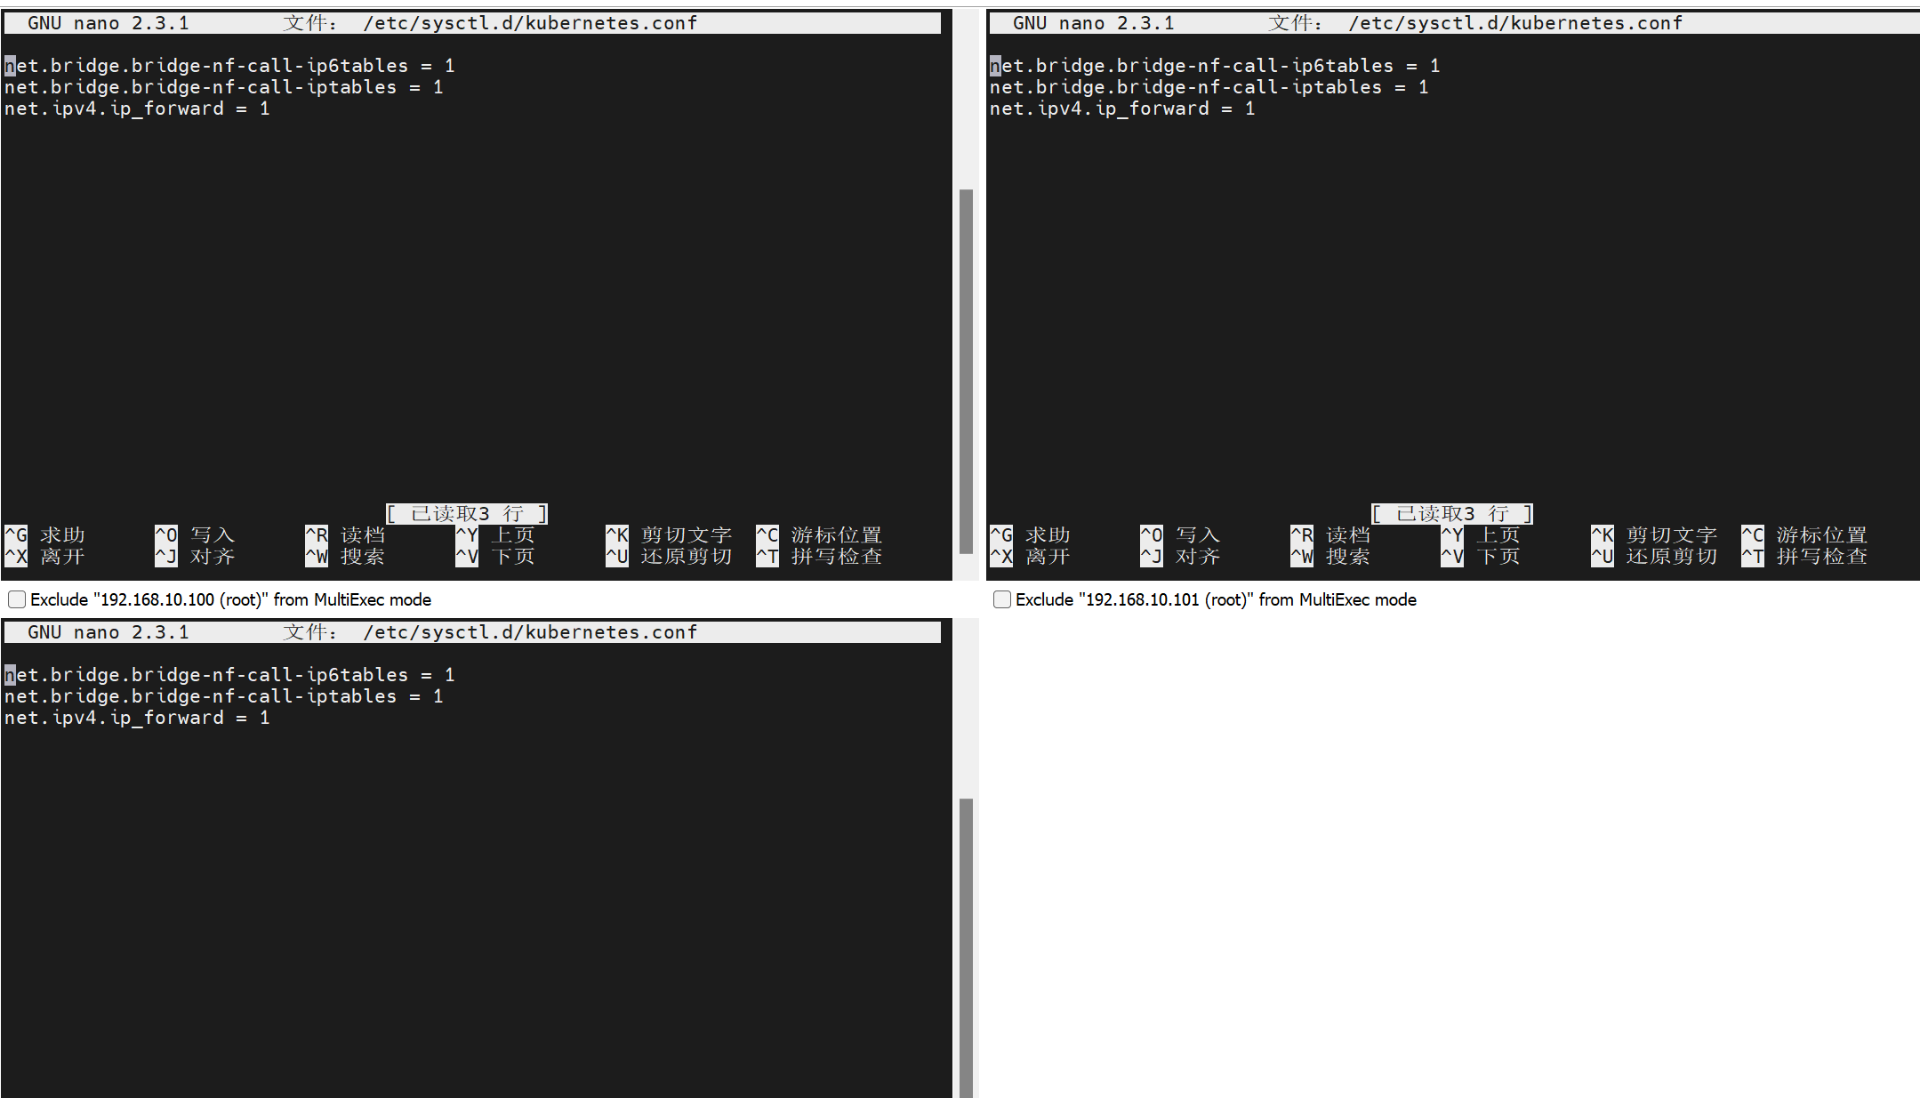 GNU nano 2.3.1 文件： /etc/sysctl.d/kubernetes.conf
net.bridge.bridge-nf-call-ip6tables = 1
net.bridge.bridge-nf-call-iptables = 1
net.ipv4.ip_forward = 1
[ 已读取3 行 ]
^G 求助 ^O 写入 ^R 读档 ^Y 上页 ^K 剪切文字 ^C 游标位置
^X 离开 ^J 对齐 ^W 搜索 ^V 下页 ^U 还原剪切 ^T 拼写检查
Exclude "192.168.10.100 (root)" from MultiExec mode
GNU nano 2.3.1 文件： /etc/sysctl.d/kubernetes.conf
net.bridge.bridge-nf-call-ip6tables = 1
net.bridge.bridge-nf-call-iptables = 1
net.ipv4.ip_forward = 1
[ 已读取3 行 ]
^G 求助 ^O 写入 ^R 读档 ^Y 上页 ^K 剪切文字 ^C 游标位置
^X 离开 ^J 对齐 ^W 搜索 ^V 下页 ^U 还原剪切 ^T 拼写检查
Exclude "192.168.10.101 (root)" from MultiExec mode
GNU nano 2.3.1 文件： /etc/sysctl.d/kubernetes.conf
net.bridge.bridge-nf-call-ip6tables = 1
net.bridge.bridge-nf-call-iptables = 1
net.ipv4.ip_forward = 1